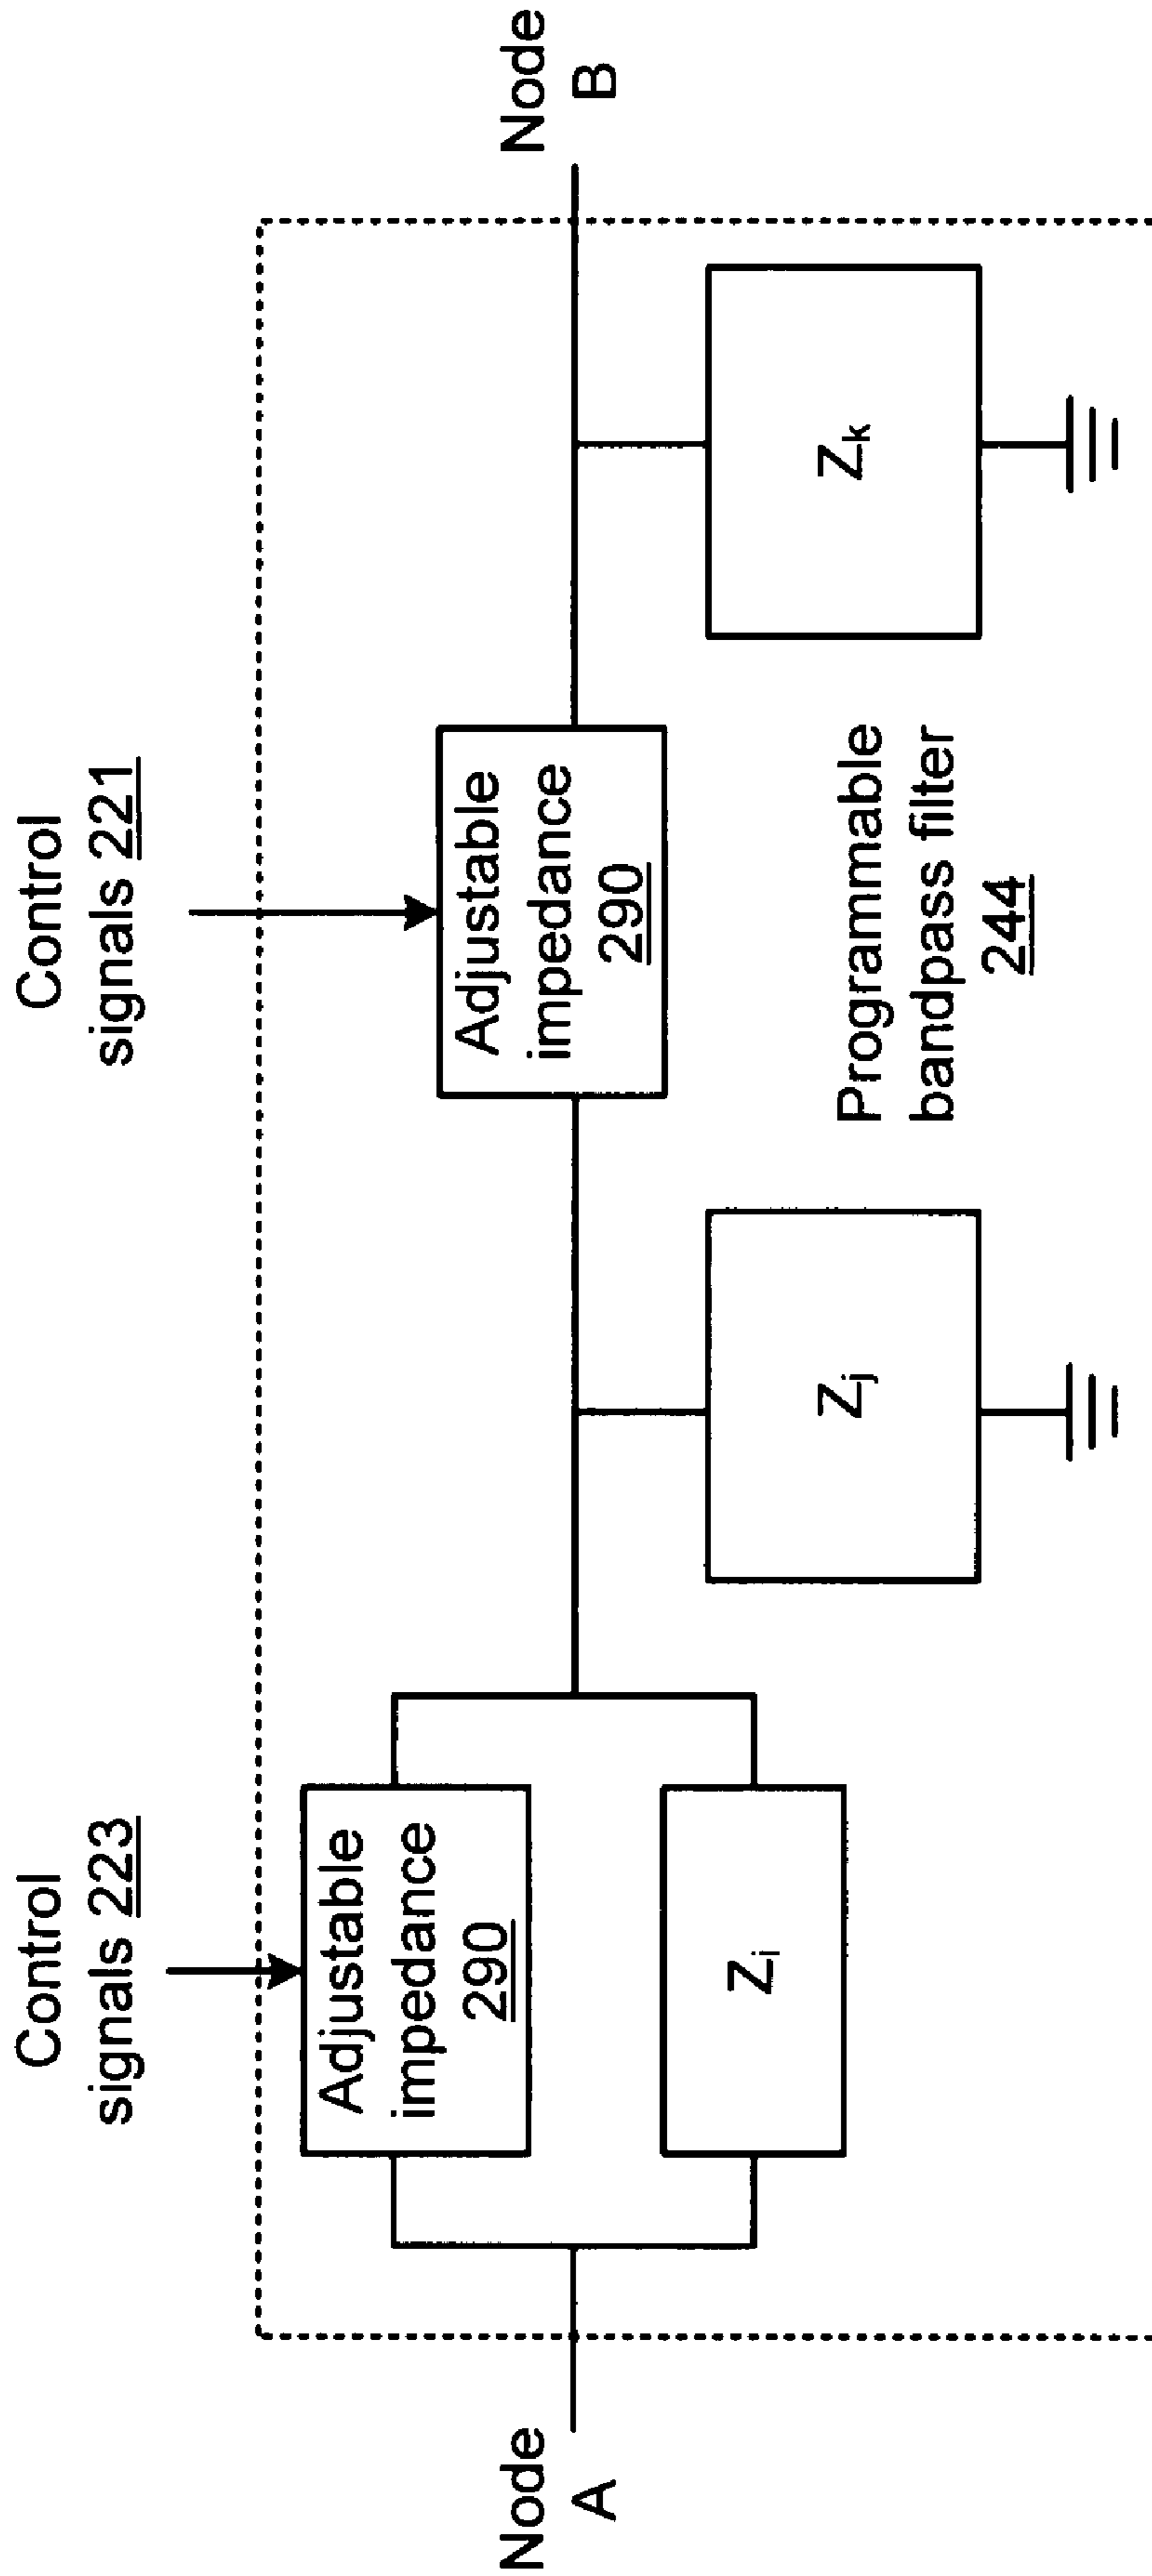 Control
signals 223
Control
signals 221
Node
A
Adjustable
impedance
290
Zi
Zj
Adjustable
impedance
290
Programmable
bandpass filter
244
Zk
Node
B